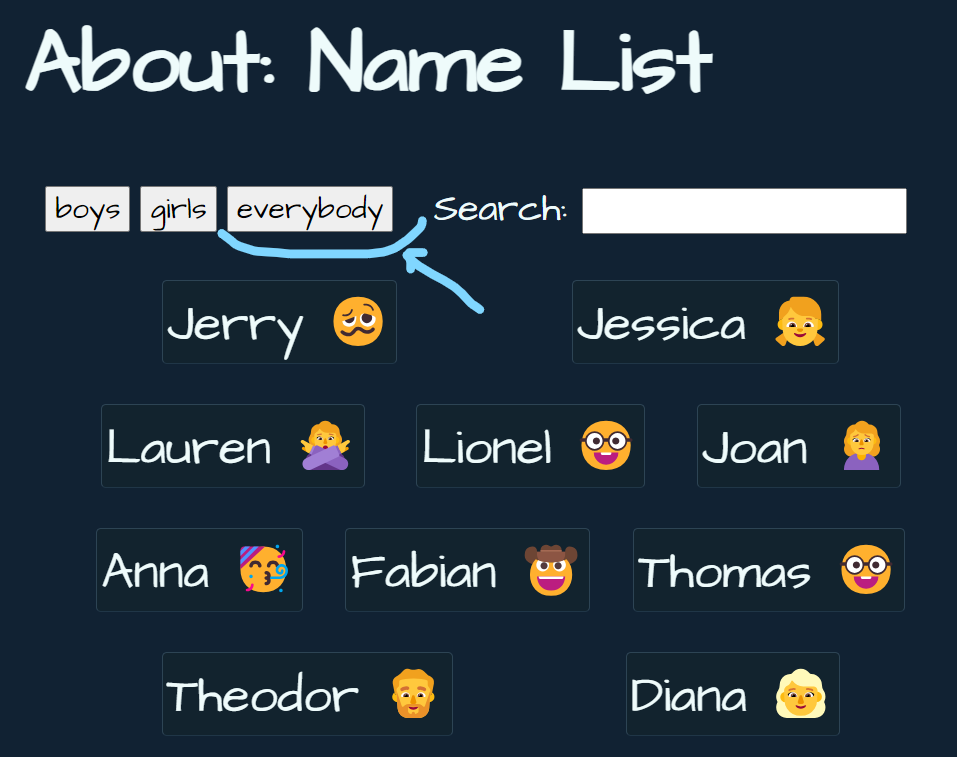 About: Name List
boys girls everybody Search:
Jerry Jessica
Lauren Lionel Joan
Anna Fabian Thomas
Theodor Diana